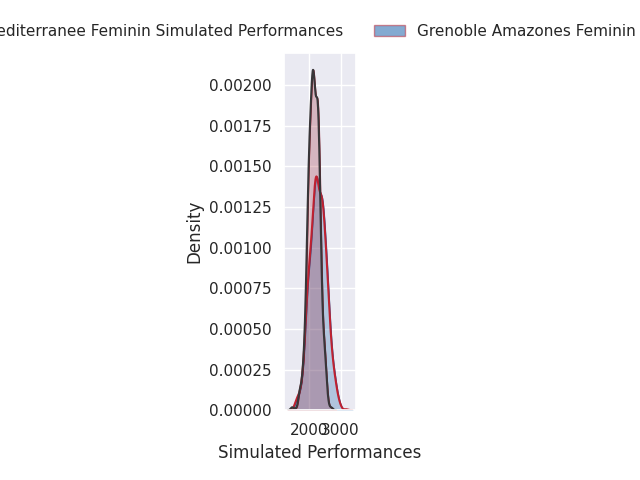 editerranee Feminin Simulated Performances
Grenoble Amazones Feminin
0.00200
0.00175
0.00150
0.00125
0.00100
0.00075
0.00050
0.00025
0.00000
Density
2000 3000
Simulated Performances